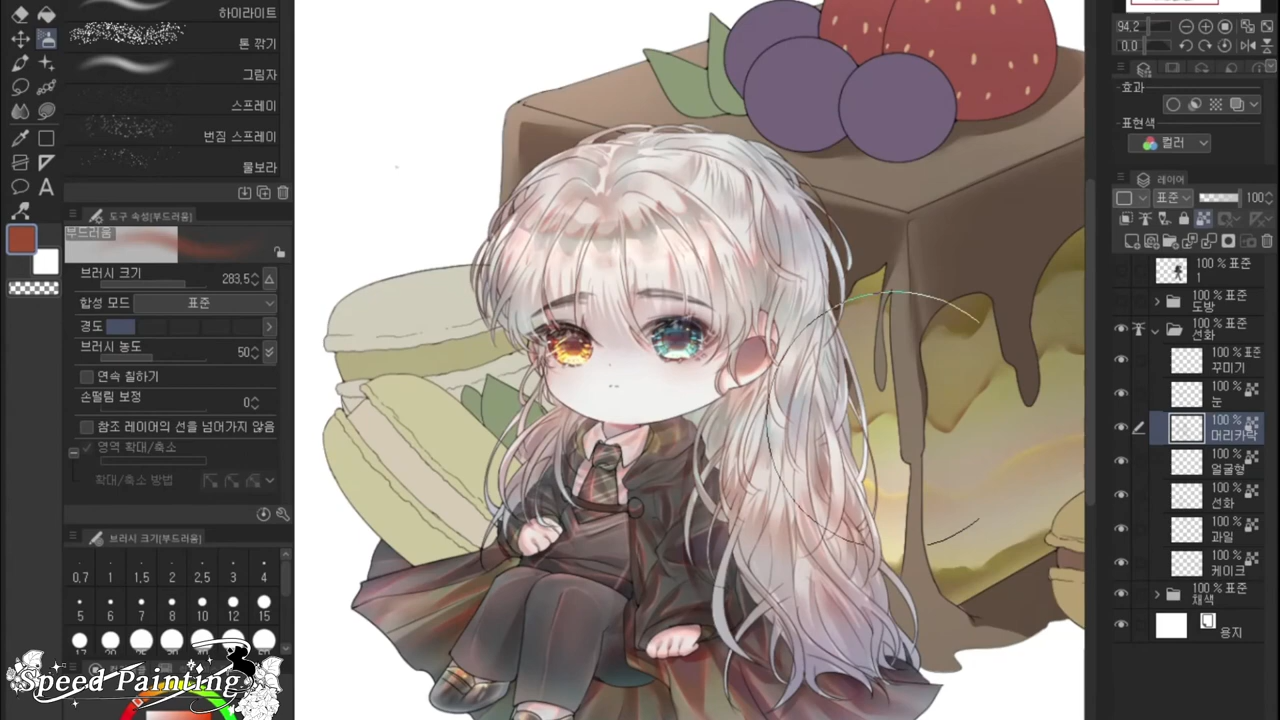 하이라이트
톤 깎기
그림자
스프레이
번짐 스프레이
물보라
도구 속성[부드러움]
부드러움
브러시 크기 283.5
합성 모드 표준
경도
브러시 농도 50
연속 칠하기
손떨림 보정 0
참조 레이어의 선을 넘어가지 않음
영역 확대/축소
확대/축소 방법
브러시 크기[부드러움]
0.7 1 1.5 2 2.5 3 4
5 6 7 8 10 12 15
Speed Painting
94.2
0.0
효과
표현색
컬러
레이어
표준 100
100 % 표준
1
100 % 표준
도방
100 % 표준
선화
100 % 표준
꾸미기
100 %
눈
100 %
머리카락
100 %
얼굴형
100 %
선화
100 %
과일
100 %
케이크
100 % 표준
채색
용지